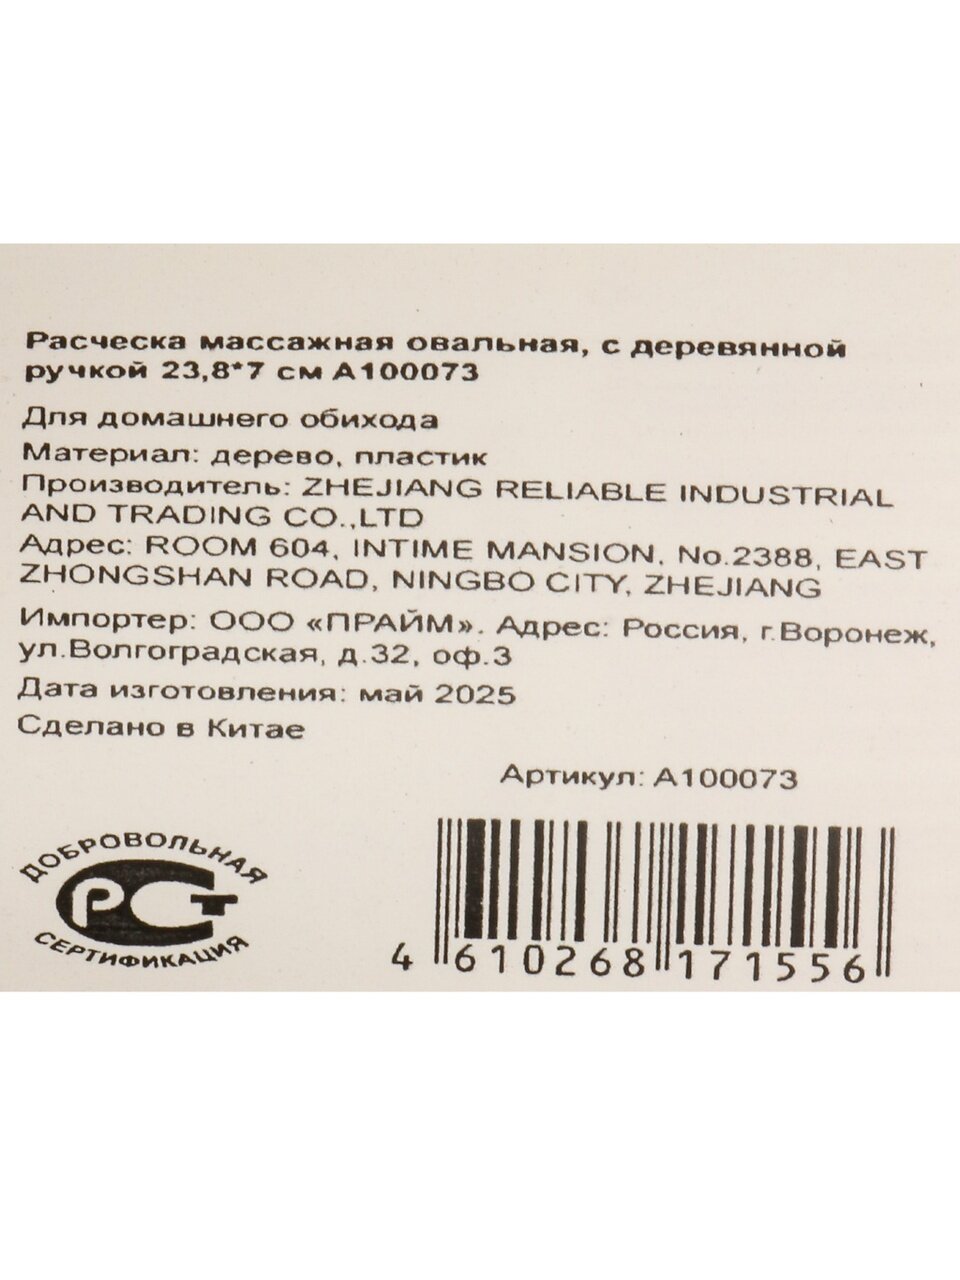 Расческа массажная овальная, с деревянной
ручкой 23,8*7 см А100073
Для домашнего обихода
Материал: дерево, пластик
Производитель: ZHEJIANG RELIABLE INDUSTRIAL
AND TRADING CO.,LTD
Адрес: ROOM 604, INTIME MANSION, No.2388, EAST
ZHONGSHAN ROAD, NINGBO CITY, ZHEJIANG
Импортер: ООО «ПРАЙМ». Адрес: Россия, г.Воронеж,
ул.Волгоградская, д.32, оф.3
Дата изготовления: май 2025
Сделано в Китае
Артикул: А100073
ДОБРОВОЛЬНАЯ
РСТ
СЕРТИФИКАЦИЯ
4 610268 171556